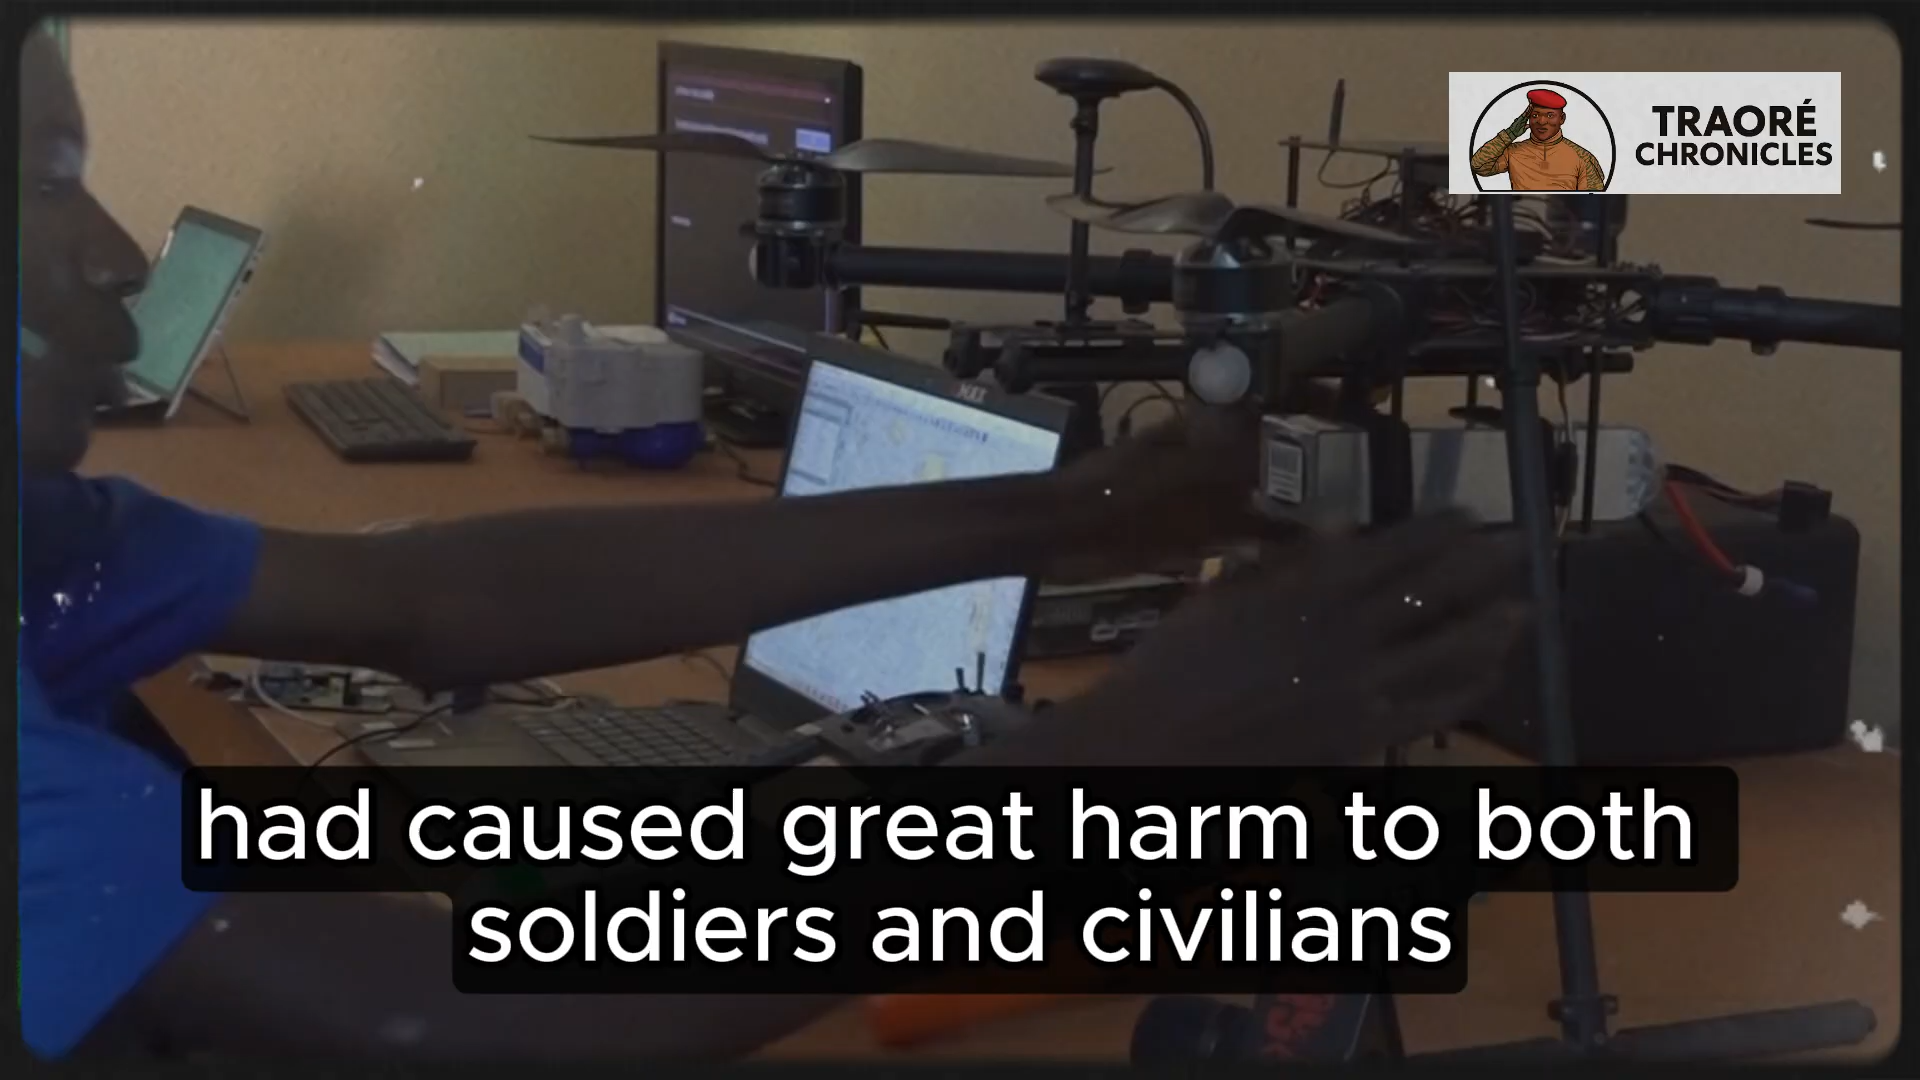 TRAORÉ
CHRONICLES
had caused great harm to both
soldiers and civilians